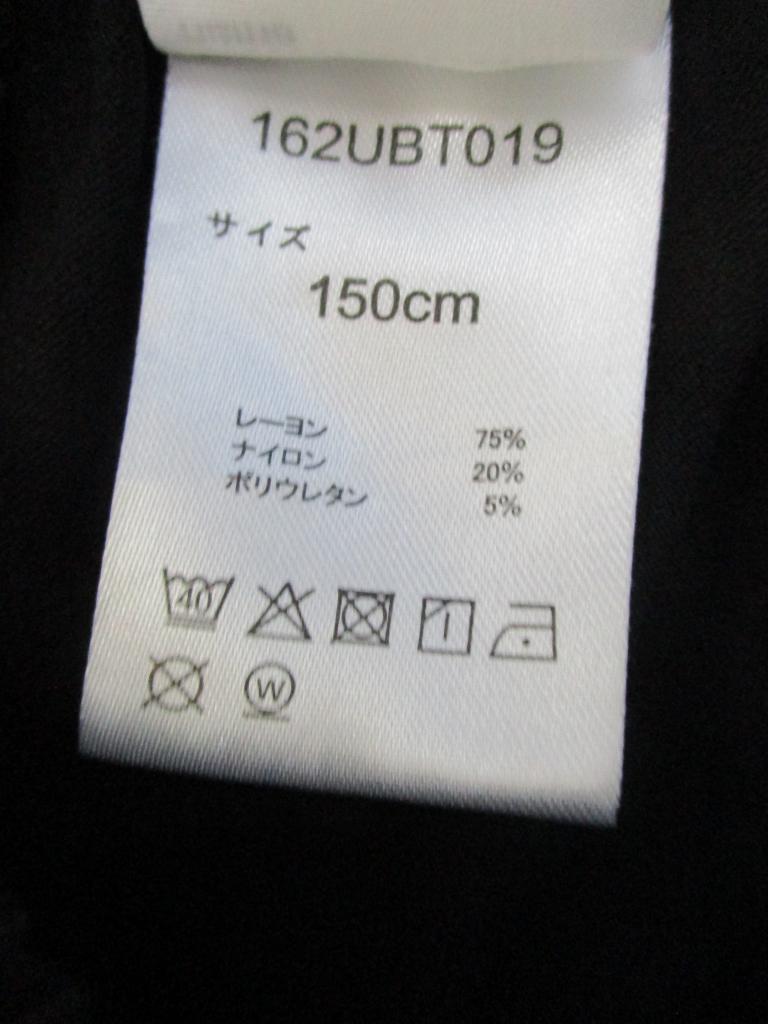 162UBT019
サイズ
150cm
レーヨン 75%
ナイロン 20%
ポリウレタン 5%
40
W